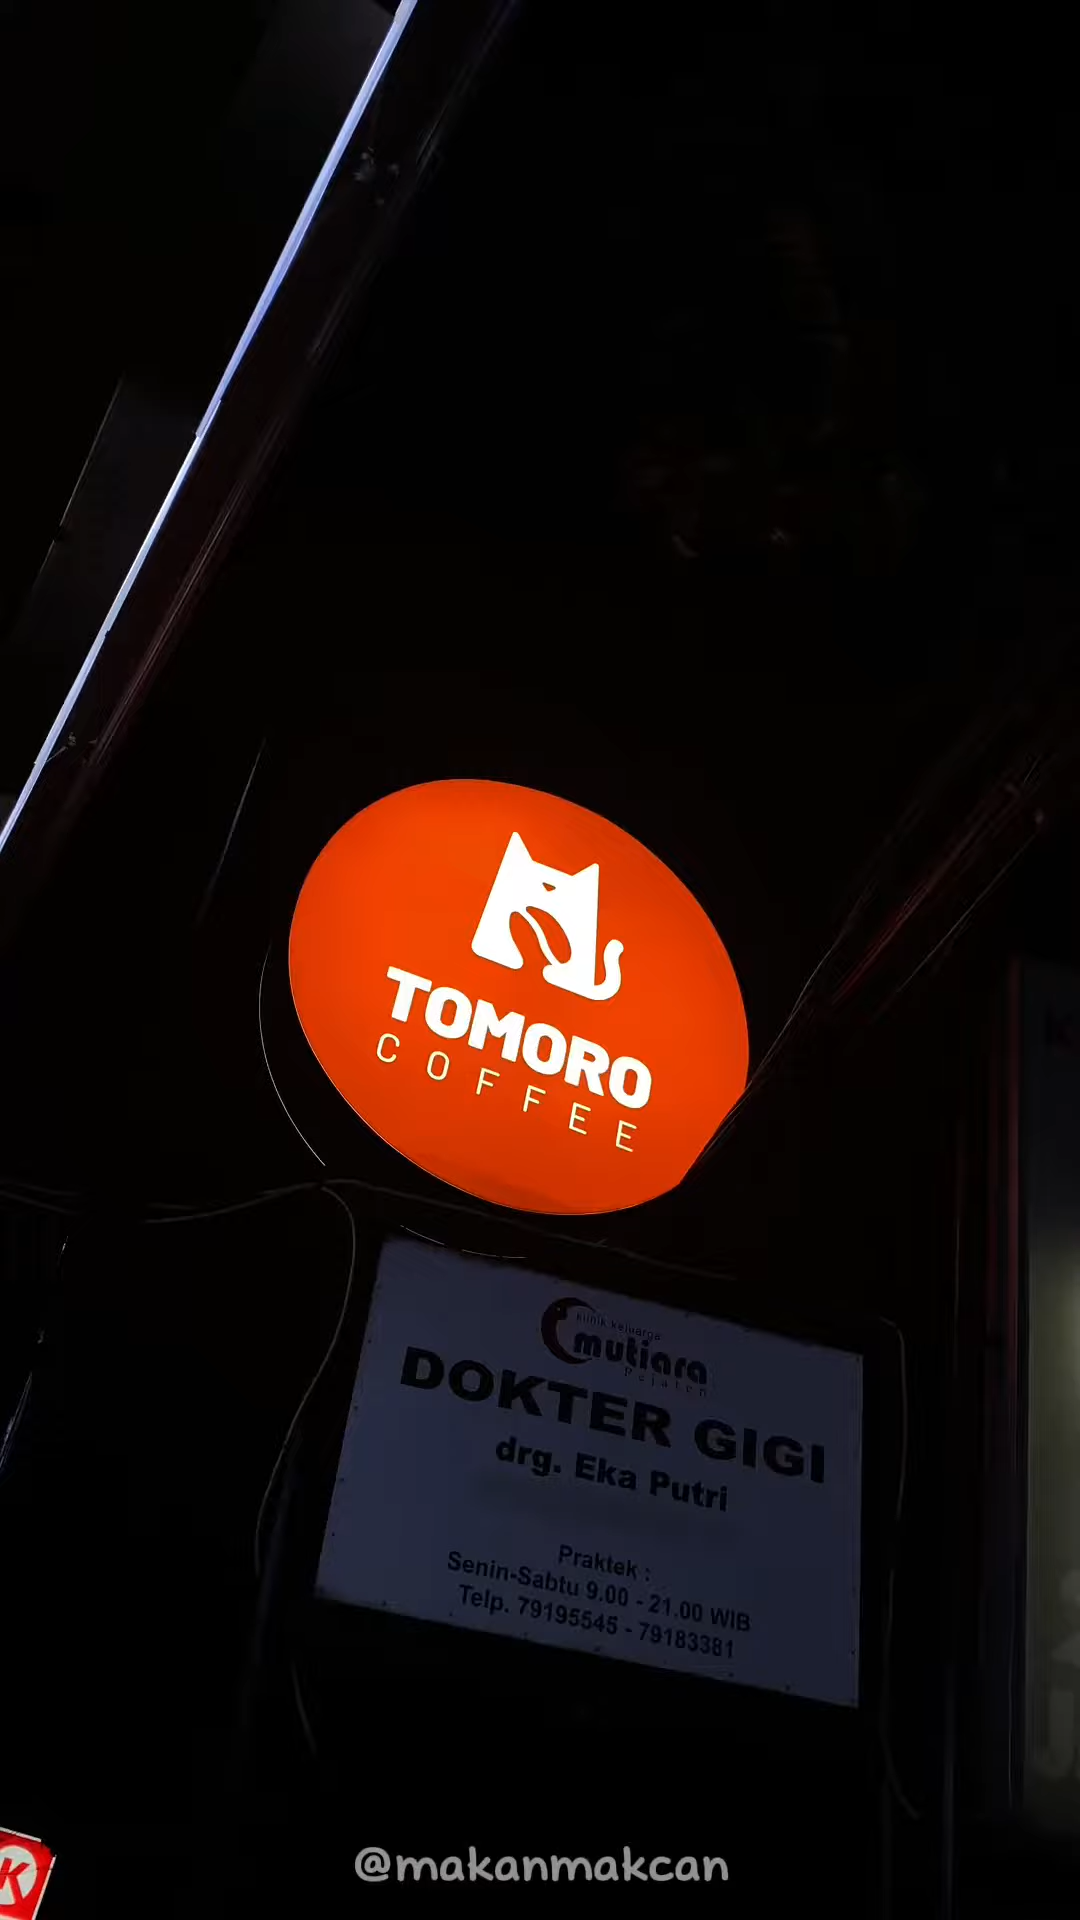 TOMORO
COFFEE
klinik keluarga
mutiara
pejaten
DOKTER GIGI
drg. Eka Putri
Praktek :
Senin-Sabtu 9.00 - 21.00 WIB
Telp. 79195545 - 79183381
K
@makanmakcan